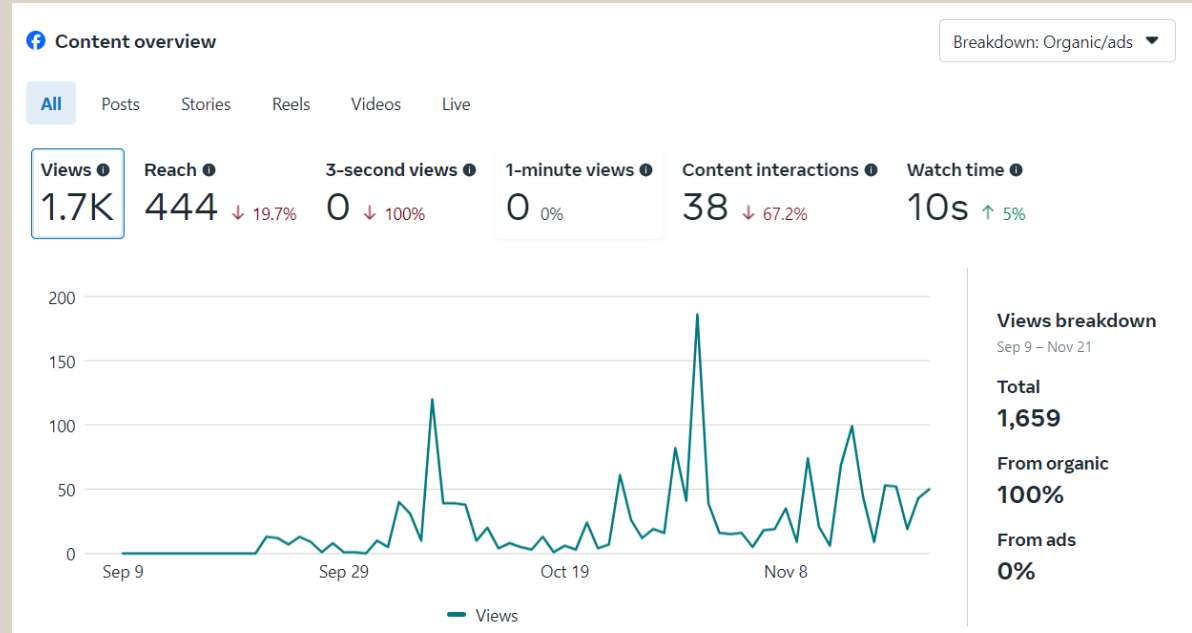 Content overview
Breakdown: Organic/ads
All Posts Stories Reels Videos Live
Views Reach 3-second views 1-minute views Content interactions Watch time
1.7K 444 ↓ 19.7% 0 ↓ 100% 0 0% 38 ↓ 67.2% 10s ↑ 5%
200
150
100
50
0
Sep 9 Sep 29 Oct 19 Nov 8
Views
Views breakdown
Sep 9 – Nov 21
Total
1,659
From organic
100%
From ads
0%